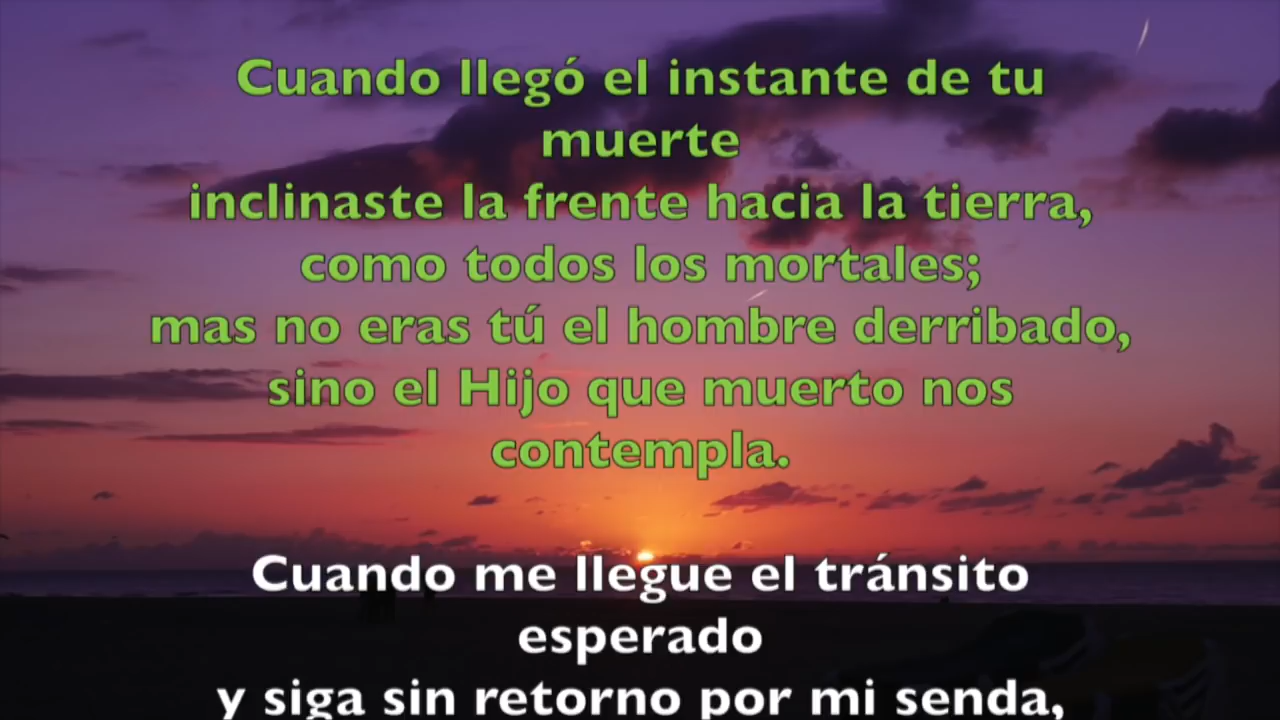 Cuando llegó el instante de tu
muerte
inclinaste la frente hacia la tierra,
como todos los mortales;
mas no eras tú el hombre derribado,
sino el Hijo que muerto nos
contempla.
Cuando me llegue el tránsito
esperado
y siga sin retorno por mi senda,